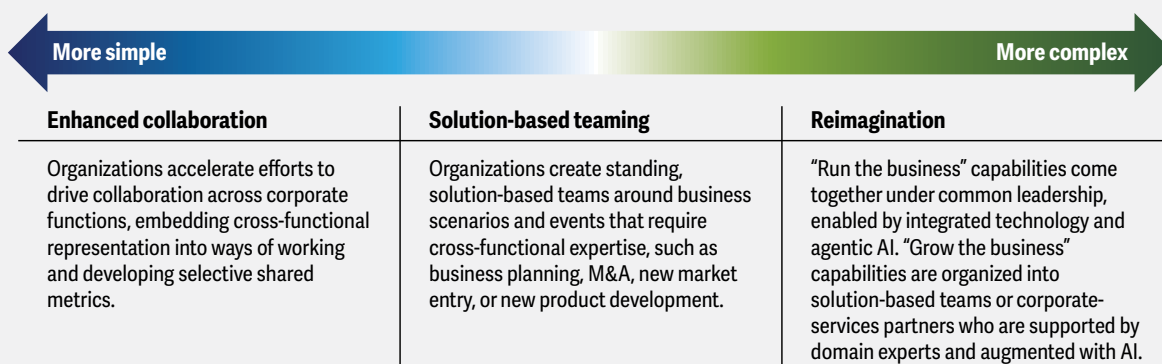 More simple
More complex
Enhanced collaboration
Organizations accelerate efforts to
drive collaboration across corporate
functions, embedding cross-functional
representation into ways of working
and developing selective shared
metrics.
Solution-based teaming
Organizations create standing,
solution-based teams around business
scenarios and events that require
cross-functional expertise, such as
business planning, M&A, new market
entry, or new product development.
Reimagination
“Run the business” capabilities come
together under common leadership,
enabled by integrated technology and
agentic AI. “Grow the business”
capabilities are organized into
solution-based teams or corporate-
services partners who are supported by
domain experts and augmented with AI.